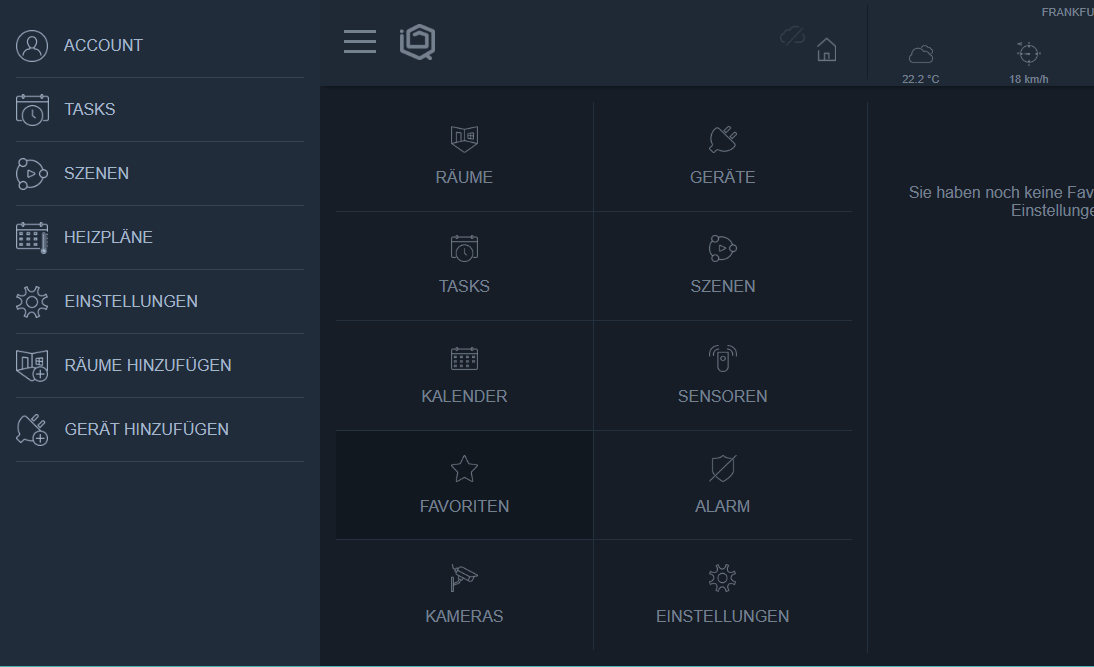 ACCOUNT
TASKS
SZENEN
HEIZPLÄNE
EINSTELLUNGEN
RÄUME HINZUFÜGEN
GERÄT HINZUFÜGEN
FRANKFU
22.2 °C
18 km/h
RÄUME
GERÄTE
TASKS
SZENEN
KALENDER
SENSOREN
FAVORITEN
ALARM
KAMERAS
EINSTELLUNGEN
Sie haben noch keine Fav
Einstellunge